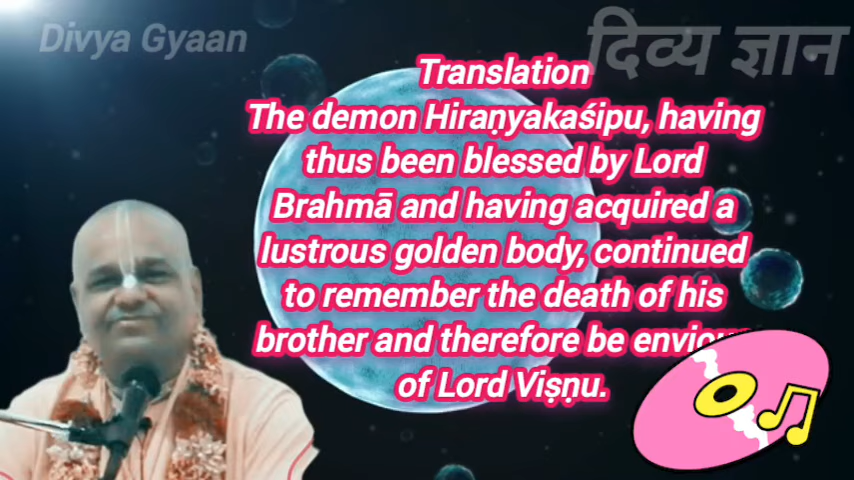 Divya Gyaan
दिव्य ज्ञान
Translation
The demon Hiraṇyakaśipu, having
thus been blessed by Lord
Brahmā and having acquired a
lustrous golden body, continued
to remember the death of his
brother and therefore be
of Lord Viṣṇu.